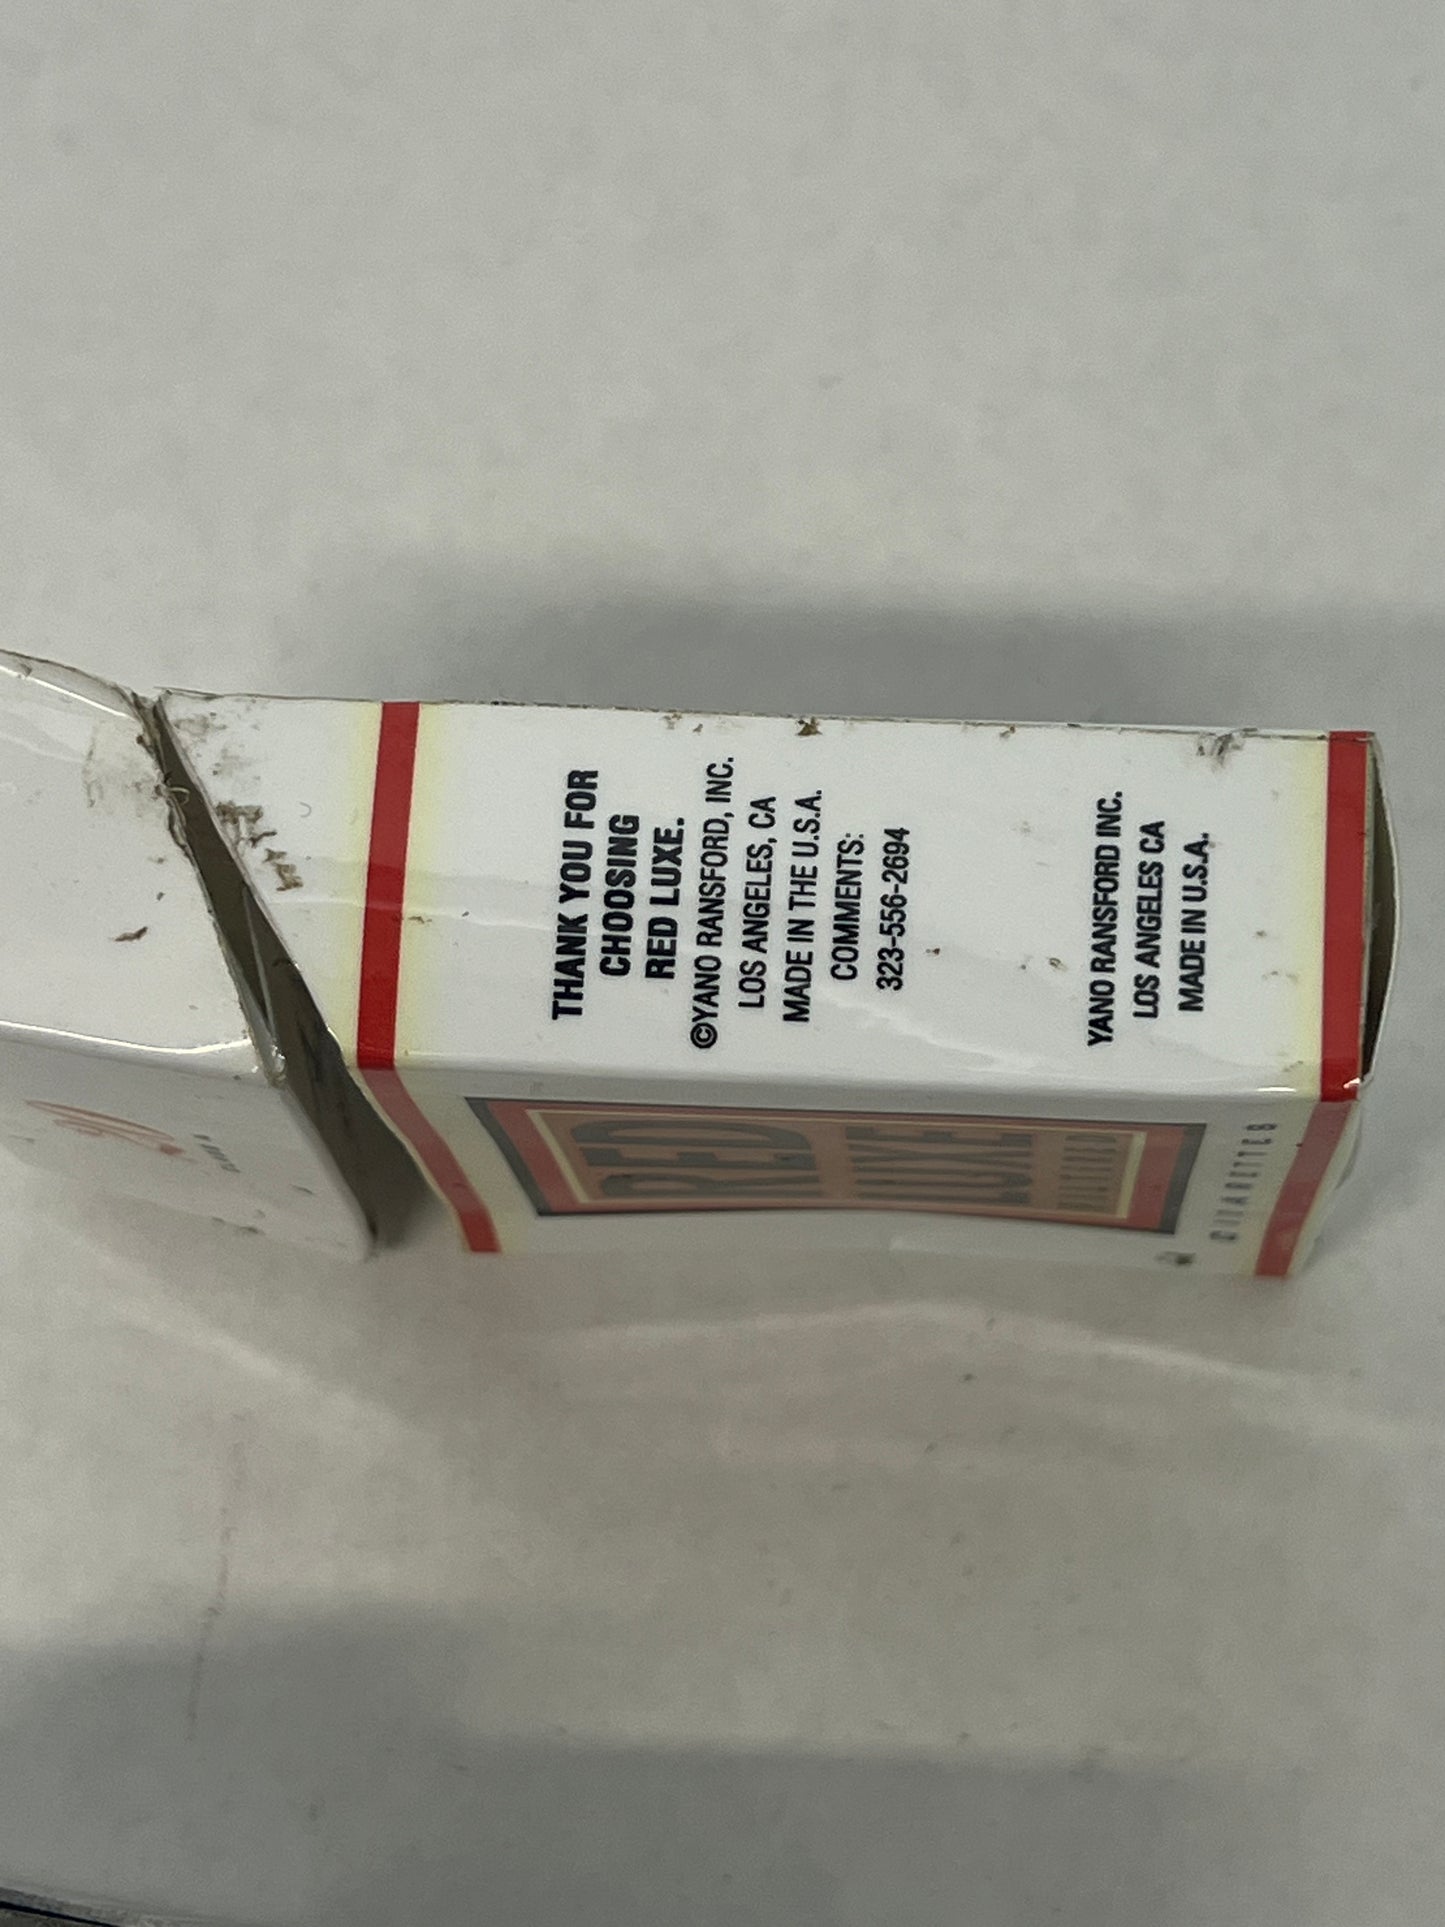 THANK YOU FOR
CHOOSING
RED LUXE.
©YANO RANSFORD, INC.
LOS ANGELES, CA
MADE IN THE U.S.A.
COMMENTS:
323-556-2694
YANO RANSFORD INC.
LOS ANGELES CA
MADE IN U.S.A.
RED
LUXE
FILTERED
CIGARETTES